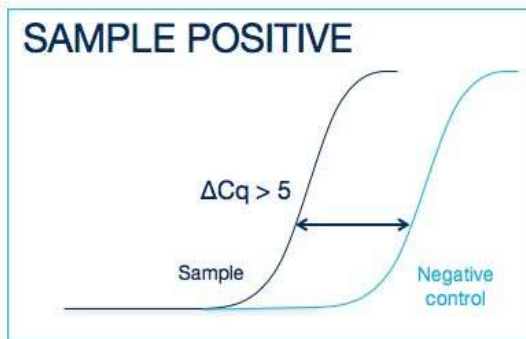 SAMPLE POSITIVE
ΔCq > 5
Sample
Negative
control